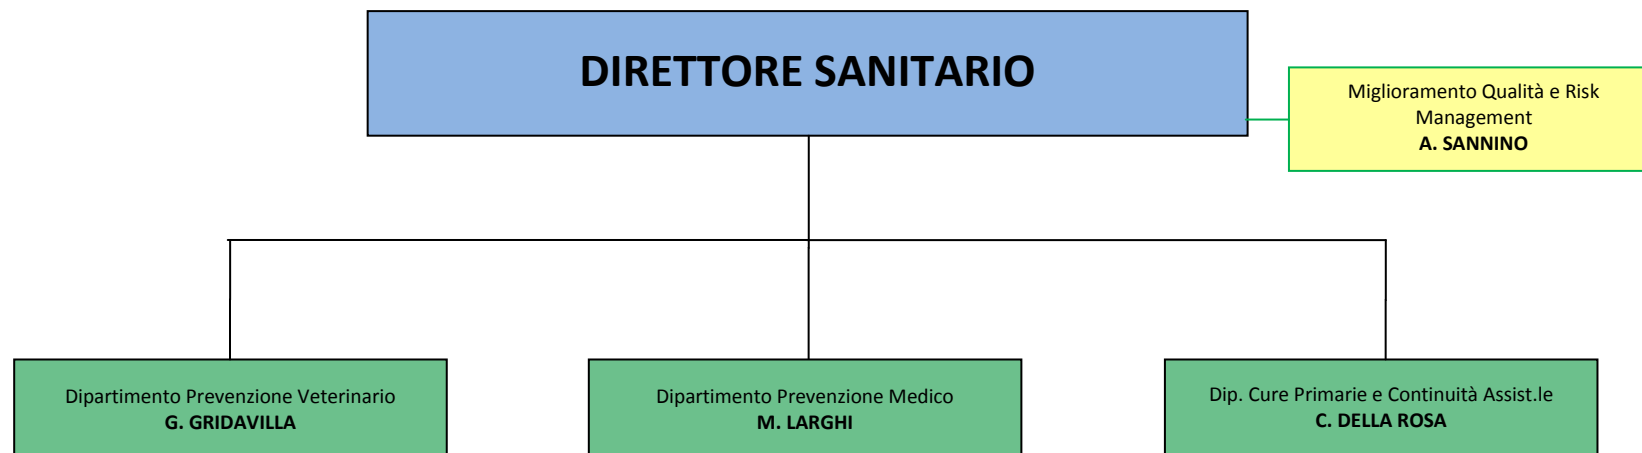 DIRETTORE SANITARIO
Miglioramento Qualità e Risk
Management
A. SANNINO
Dipartimento Prevenzione Veterinario
G. GRIDAVILLA
Dipartimento Prevenzione Medico
M. LARGHI
Dip. Cure Primarie e Continuità Assist.le
C. DELLA ROSA